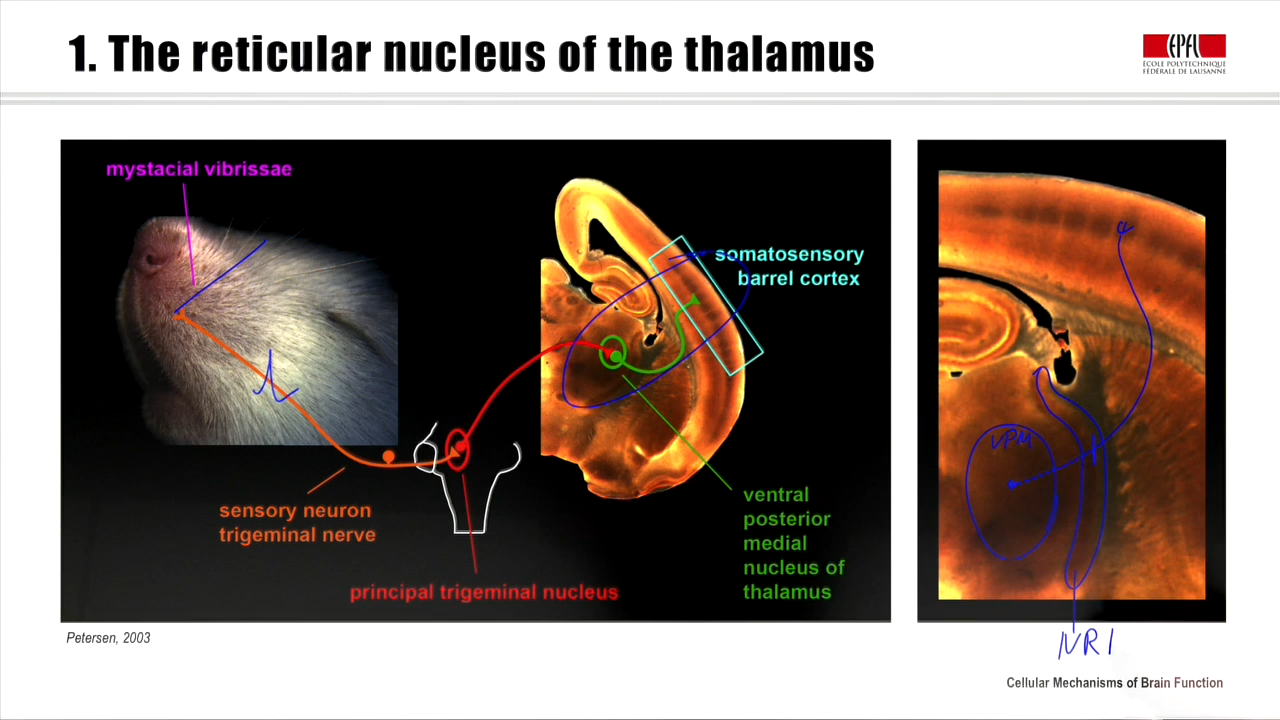 1. The reticular nucleus of the thalamus
EPFL
ÉCOLE POLYTECHNIQUE
FÉDÉRALE DE LAUSANNE
mystacial vibrissae
somatosensory
barrel cortex
VPM
sensory neuron
trigeminal nerve
ventral
posterior
medial
nucleus of
thalamus
principal trigeminal nucleus
Petersen, 2003
NRI
Cellular Mechanisms of Brain Function